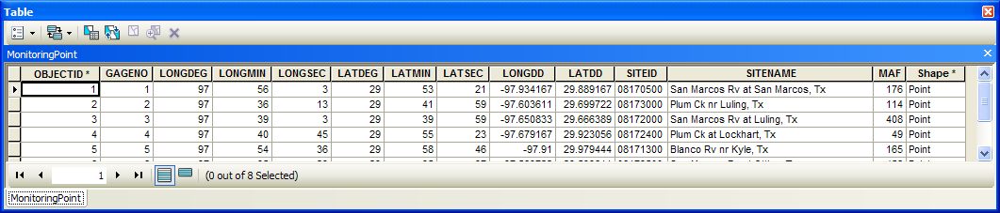 Table
MonitoringPoint
OBJECTID * GAGENO LONGDEG LONGMIN LONGSEC LATDEG LATMIN LATSEC LONGDD LATDD SITEID SITENAME MAF Shape *
1 1 97 56 3 29 53 21 -97.934167 29.889167 08170500 San Marcos Rv at San Marcos, Tx 176 Point
2 2 97 36 13 29 41 59 -97.603611 29.699722 08173000 Plum Ck nr Luling, Tx 114 Point
3 3 97 39 3 29 39 59 -97.650833 29.666389 08172000 San Marcos Rv at Luling, Tx 408 Point
4 4 97 40 45 29 55 23 -97.679167 29.923056 08172400 Plum Ck at Lockhart, Tx 49 Point
5 5 97 54 36 29 58 46 -97.91 29.979444 08171300 Blanco Rv nr Kyle, Tx 165 Point
1 (0 out of 8 Selected)
MonitoringPoint